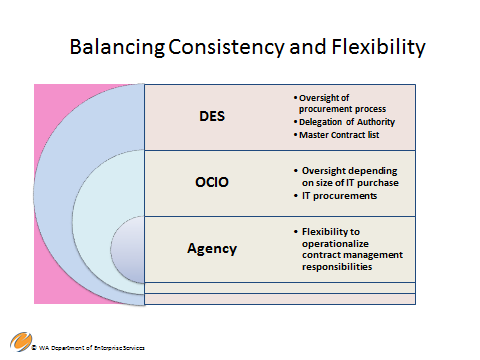 Balancing Consistency and Flexibility
DES
• Oversight of
procurement process
• Delegation of Authority
• Master Contract list
OCIO
• Oversight depending
on size of IT purchase
• IT procurements
Agency
• Flexibility to
operationalize
contract management
responsibilities
© WA Department of Enterprise Services